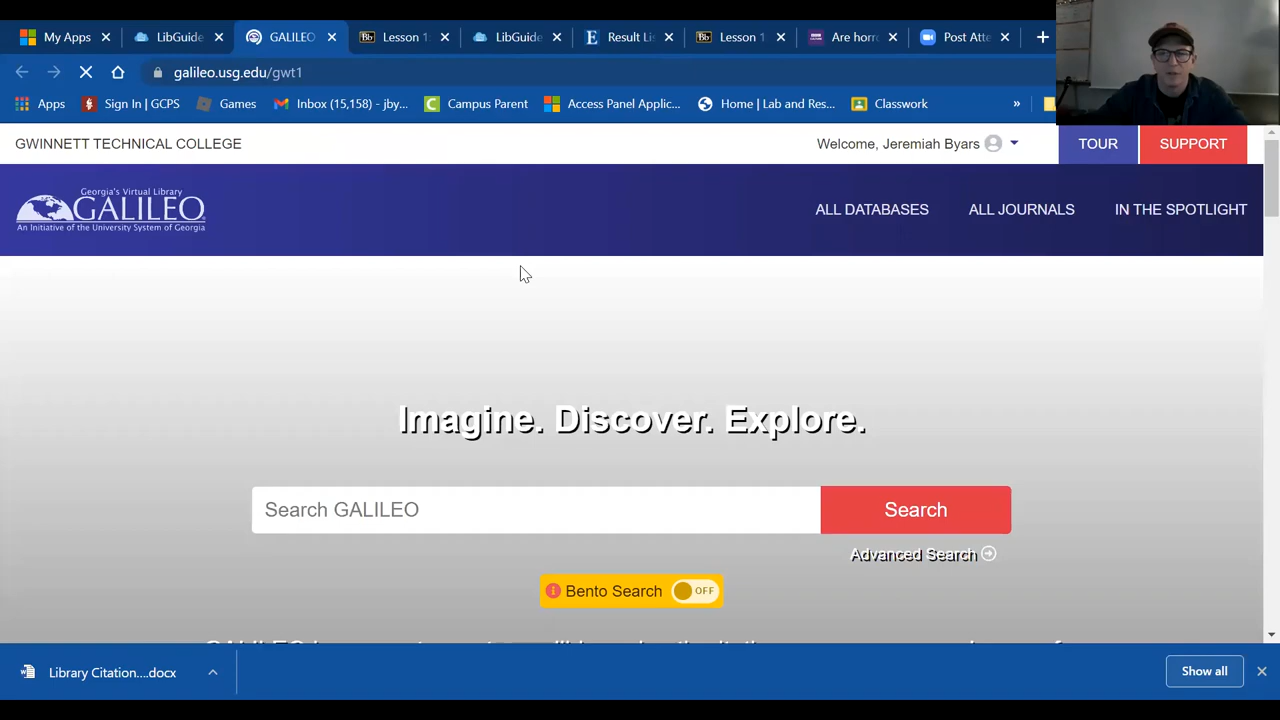 My Apps
LibGuide
GALILEO
Lesson 1
LibGuide
Result Li
Lesson 1
Are horro
Post Atte
galileo.usg.edu/gwt1
Apps
Sign In | GCPS
Games
Inbox (15,158) - jby...
Campus Parent
Access Panel Applic...
Home | Lab and Res...
Classwork
»
GWINNETT TECHNICAL COLLEGE
Welcome, Jeremiah Byars
TOUR
SUPPORT
Georgia's Virtual Library
GALILEO
An Initiative of the University System of Georgia
ALL DATABASES
ALL JOURNALS
IN THE SPOTLIGHT
Imagine. Discover. Explore.
Search GALILEO
Search
Advanced Search
Bento Search
OFF
Library Citation....docx
Show all